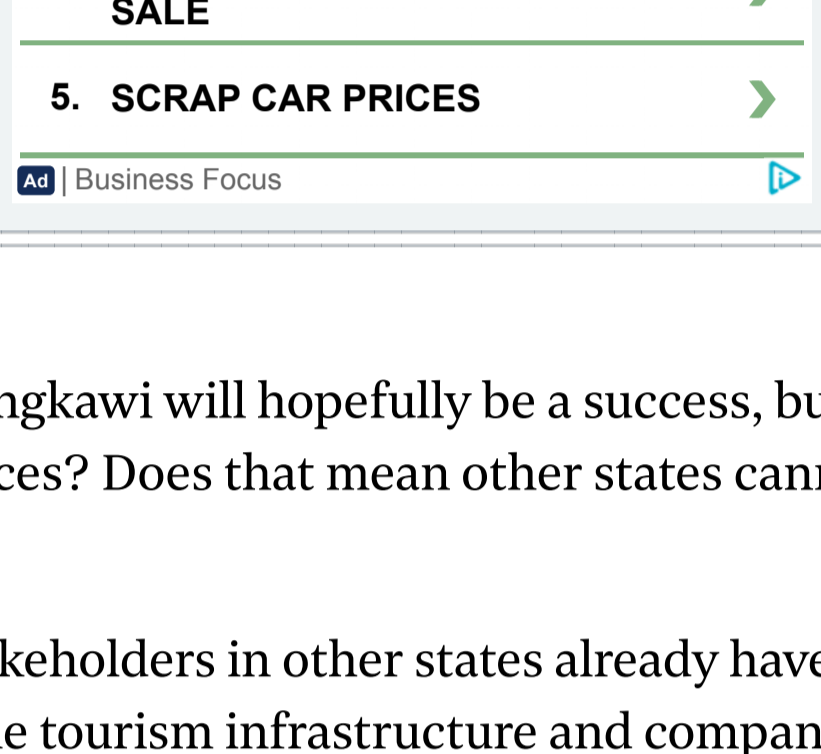 SALE
5. SCRAP CAR PRICES
Ad | Business Focus
ngkawi will hopefully be a success, bu
ces? Does that mean other states can
keholders in other states already have
e tourism infrastructure and compan